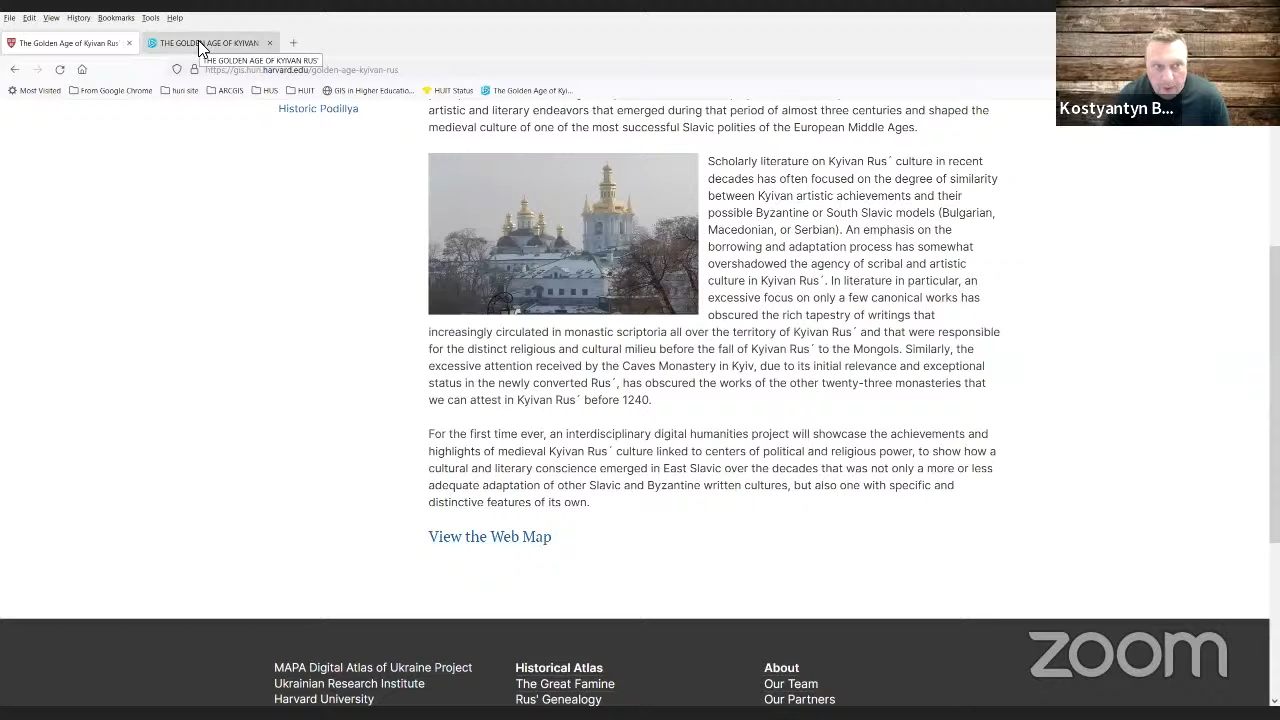 File Edit View History Bookmarks Tools Help
The Golden Age of Kyivan Rus'
THE GOLDEN AGE OF KYIVAN
THE GOLDEN AGE OF KYIVAN RUS'
https://gis.huri.harvard.edu/golden-age-kyivan-rus
Most Visited From Google Chrome huri site ARCGIS HUS HUIT GIS in Higher Educatio... HUIT Status The Golden Age of Kyi...
Kostyantyn B...
Historic Podillya
artistic and literary endeavors that emerged during that period of almost three centuries and shaped the
medieval culture of one of the most successful Slavic polities of the European Middle Ages.
Scholarly literature on Kyivan Rus´ culture in recent
decades has often focused on the degree of similarity
between Kyivan artistic achievements and their
possible Byzantine or South Slavic models (Bulgarian,
Macedonian, or Serbian). An emphasis on the
borrowing and adaptation process has somewhat
overshadowed the agency of scribal and artistic
culture in Kyivan Rus´. In literature in particular, an
excessive focus on only a few canonical works has
obscured the rich tapestry of writings that
increasingly circulated in monastic scriptoria all over the territory of Kyivan Rus´ and that were responsible
for the distinct religious and cultural milieu before the fall of Kyivan Rus´ to the Mongols. Similarly, the
excessive attention received by the Caves Monastery in Kyiv, due to its initial relevance and exceptional
status in the newly converted Rus´, has obscured the works of the other twenty-three monasteries that
we can attest in Kyivan Rus´ before 1240.
For the first time ever, an interdisciplinary digital humanities project will showcase the achievements and
highlights of medieval Kyivan Rus´ culture linked to centers of political and religious power, to show how a
cultural and literary conscience emerged in East Slavic over the decades that was not only a more or less
adequate adaptation of other Slavic and Byzantine written cultures, but also one with specific and
distinctive features of its own.
View the Web Map
MAPA Digital Atlas of Ukraine Project
Ukrainian Research Institute
Harvard University
Historical Atlas
The Great Famine
Rus' Genealogy
About
Our Team
Our Partners
zoom